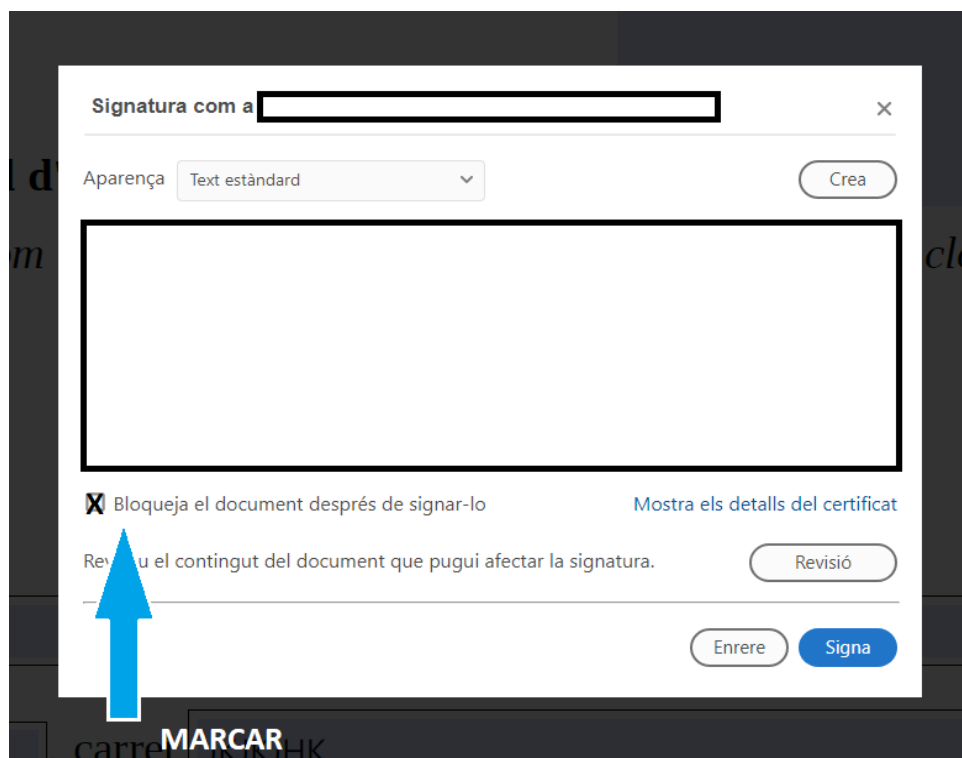 Signatura com a
Aparença Text estàndard Crea
X Bloqueja el document després de signar-lo Mostra els detalls del certificat
el contingut del document que pugui afectar la signatura. Revisió
Enrere Signa
MARCAR